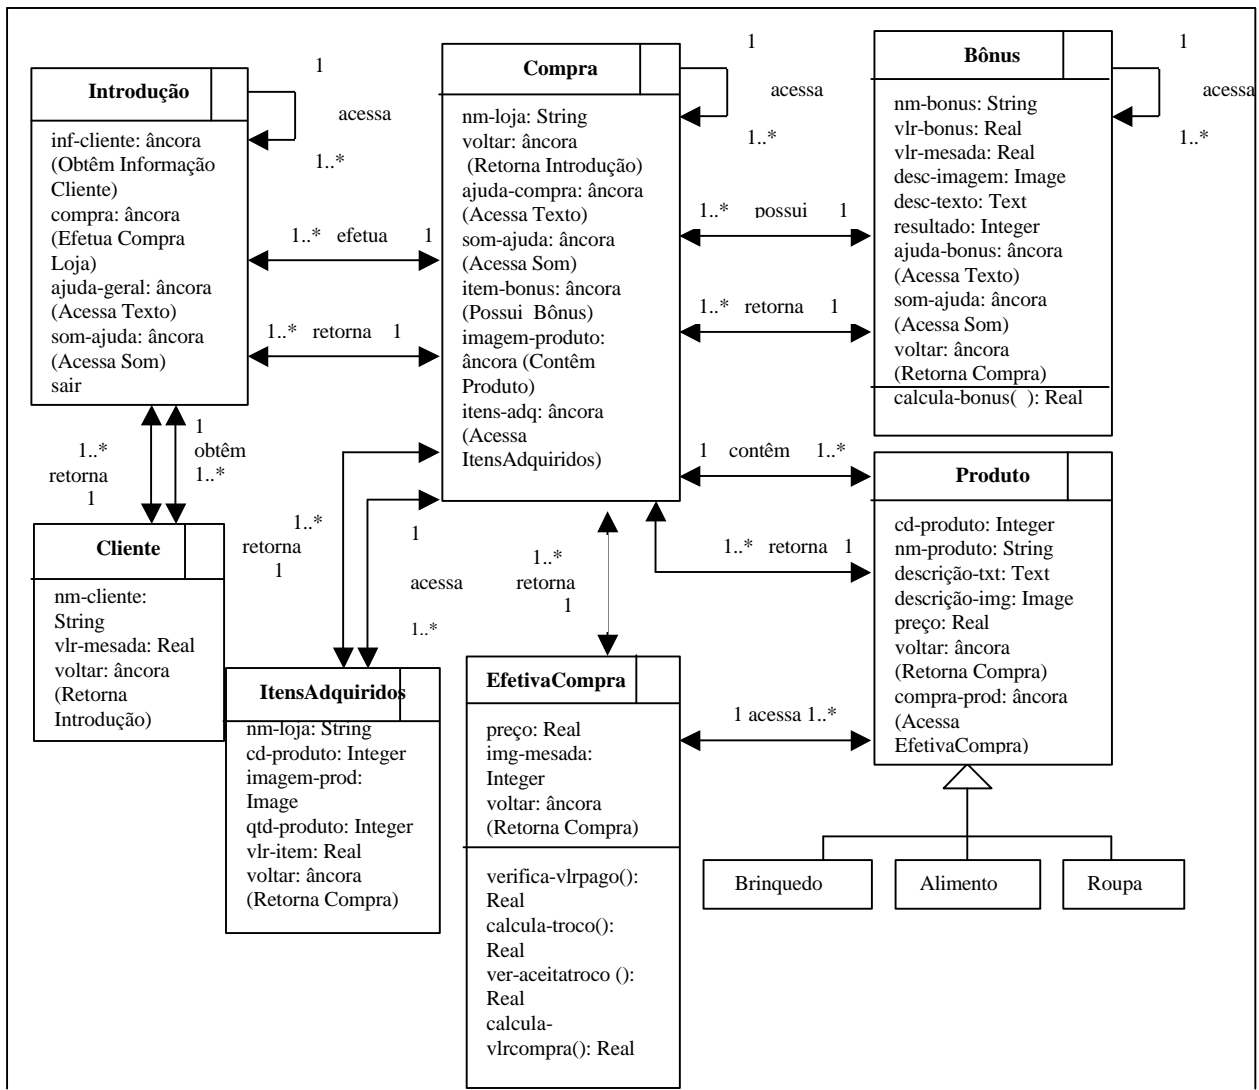 Introdução
inf-cliente: âncora
(Obtêm Informação
Cliente)
compra: âncora
(Efetua Compra
Loja)
ajuda-geral: âncora
(Acessa Texto)
som-ajuda: âncora
(Acessa Som)
sair
1
acessa
1..*
Compra
nm-loja: String
voltar: âncora
(Retorna Introdução)
ajuda-compra: âncora
(Acessa Texto)
som-ajuda: âncora
(Acessa Som)
item-bonus: âncora
(Possui Bônus)
imagem-produto:
âncora (Contêm
Produto)
itens-adq: âncora
(Acessa
ItensAdquiridos)
1
acessa
1..*
Bônus
nm-bonus: String
vlr-bonus: Real
vlr-mesada: Real
desc-imagem: Image
desc-texto: Text
resultado: Integer
ajuda-bonus: âncora
(Acessa Texto)
som-ajuda: âncora
(Acessa Som)
voltar: âncora
(Retorna Compra)
calcula-bonus( ): Real
1
acessa
1..*
1..* efetua 1
1..* retorna 1
1..* possui 1
1..* retorna 1
1 contêm 1..*
1..* retorna 1
1..*
retorna
1
1
obtêm
1..*
Cliente
nm-cliente:
String
vlr-mesada: Real
voltar: âncora
(Retorna
Introdução)
1..*
retorna
1
1
acessa
1..*
1..*
retorna
1
ItensAdquiridos
nm-loja: String
cd-produto: Integer
imagem-prod:
Image
qtd-produto: Integer
vlr-item: Real
voltar: âncora
(Retorna Compra)
EfetivaCompra
preço: Real
img-mesada:
Integer
voltar: âncora
(Retorna Compra)
verifica-vlrpago():
Real
calcula-troco():
Real
ver-aceitatroco ():
Real
calcula-
vlrcompra(): Real
1 acessa 1..*
Produto
cd-produto: Integer
nm-produto: String
descrição-txt: Text
descrição-img: Image
preço: Real
voltar: âncora
(Retorna Compra)
compra-prod: âncora
(Acessa
EfetivaCompra)
Brinquedo
Alimento
Roupa